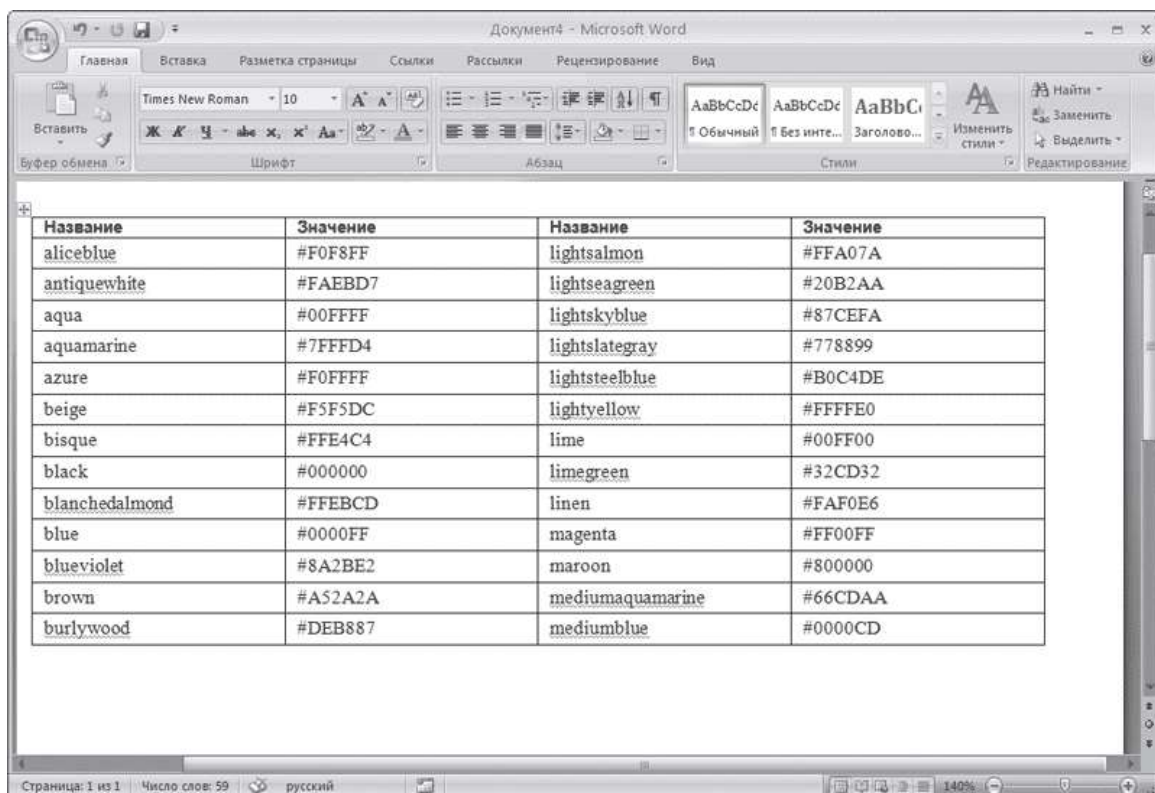 Документ4 - Microsoft Word
Главная Вставка Разметка страницы Ссылки Рассылки Рецензирование Вид
Вставить
Буфер обмена
Times New Roman 10
Ж К Ч abc x, x² Aa A
Шрифт
Абзац
AaBbCcDc AaBbCcDc AaBbC
¶ Обычный ¶ Без инте... Заголово...
Изменить стили
Стили
Найти
Заменить
Выделить
Редактирование
Название Значение Название Значение
aliceblue #F0F8FF lightsalmon #FFA07A
antiquewhite #FAEBD7 lightseagreen #20B2AA
aqua #00FFFF lightskyblue #87CEFA
aquamarine #7FFFD4 lightslategray #778899
azure #F0FFFF lightsteelblue #B0C4DE
beige #F5F5DC lightyellow #FFFFE0
bisque #FFE4C4 lime #00FF00
black #000000 limegreen #32CD32
blanchedalmond #FFEBCD linen #FAF0E6
blue #0000FF magenta #FF00FF
blueviolet #8A2BE2 maroon #800000
brown #A52A2A mediumaquamarine #66CDAA
burlywood #DEB887 mediumblue #0000CD
Страница: 1 из 1 Число слов: 59 русский 140%